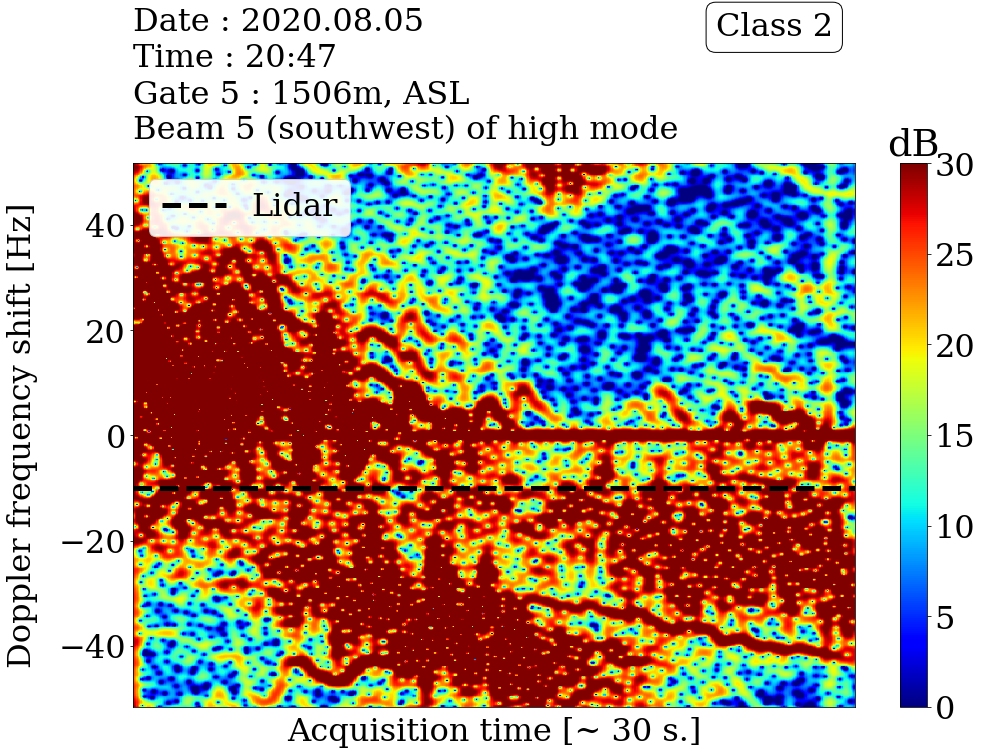 Date : 2020.08.05
Time : 20:47
Gate 5 : 1506m, ASL
Beam 5 (southwest) of high mode
Class 2
dB
Lidar
Doppler frequency shift [Hz]
40
20
0
−20
−40
Acquisition time [~ 30 s.]
30
25
20
15
10
5
0